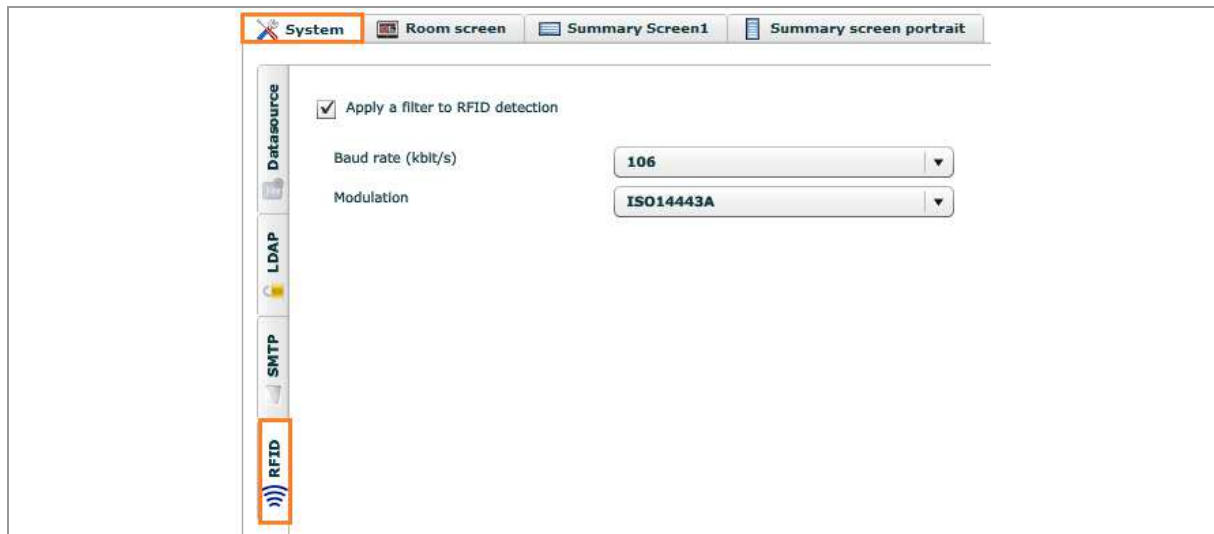 System Room screen Summary Screen1 Summary screen portrait
Datasource
Apply a filter to RFID detection
Baud rate (kbit/s) 106
Modulation ISO14443A
LDAP
SMTP
RFID